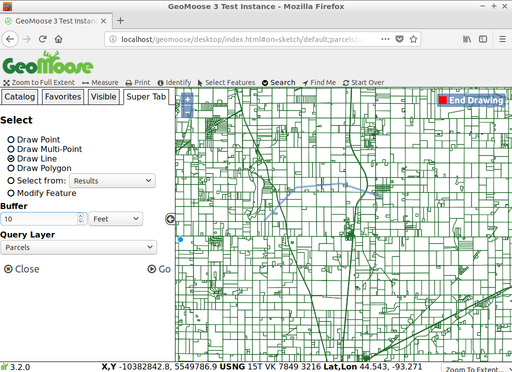 GeoMoose 3 Test Instance - Mozilla Firefox
GeoMoose 3 Test Instanc
localhost/geomoose/desktop/index.html#on=sketch/default;parcels/
GeoMoose
Zoom to Full Extent Measure Print Identify Select Features Search Find Me Start Over
Catalog Favorites Visible Super Tab
End Drawing
Select
Draw Point
Draw Multi-Point
Draw Line
Draw Polygon
Select from: Results
Modify Feature
Buffer
10 Feet
Query Layer
Parcels
Close Go
3.2.0 X,Y -10382842.8, 5549786.9 USNG 15T VK 7849 3216 Lat,Lon 44.543, -93.271 Zoom To Extent...